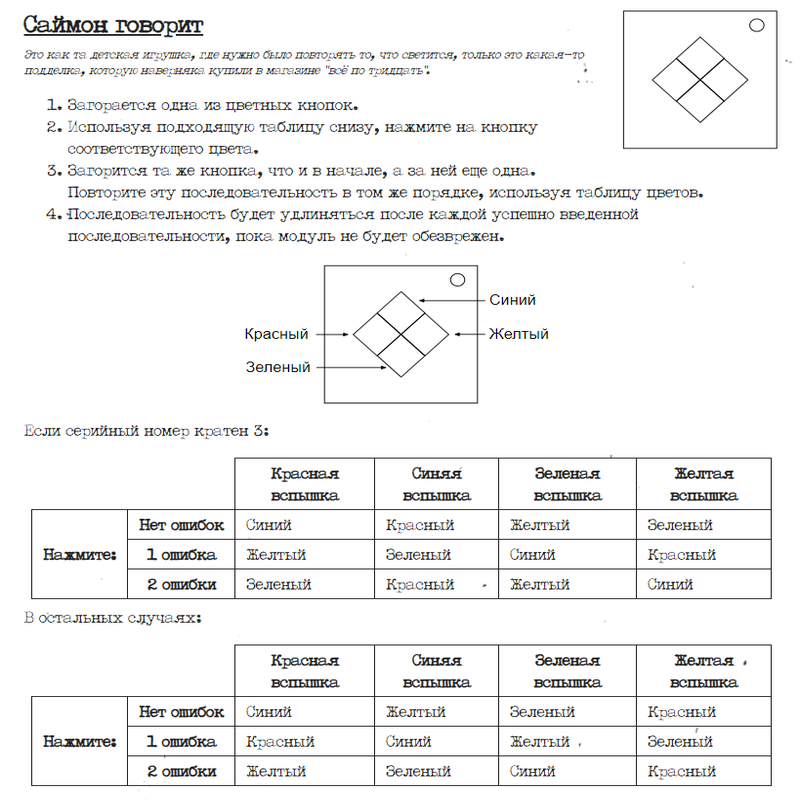 Саймон говорит
Это как та детская игрушка, где нужно было повторять то, что светится, только это какая-то
подделка, которую наверняка купили в магазине "всё по тридцать".
1. Загорается одна из цветных кнопок.
2. Используя подходящую таблицу снизу, нажмите на кнопку
соответствующего цвета.
3. Загорится та же кнопка, что и в начале, а за ней еще одна.
Повторите эту последовательность в том же порядке, используя таблицу цветов.
4. Последовательность будет удлиняться после каждой успешно введенной
последовательности, пока модуль не будет обезврежен.
Синий
Красный
Желтый
Зеленый
Если серийный номер кратен 3:
Красная Синяя Зеленая Желтая
вспышка вспышка вспышка вспышка
Нет ошибок Синий Красный Желтый Зеленый
Нажмите: 1 ошибка Желтый Зеленый Синий Красный
2 ошибки Зеленый Красный Желтый Синий
В остальных случаях:
Красная Синяя Зеленая Желтая
вспышка вспышка вспышка вспышка
Нет ошибок Синий Желтый Зеленый Красный
Нажмите: 1 ошибка Красный Синий Желтый Зеленый
2 ошибки Желтый Зеленый Синий Красный